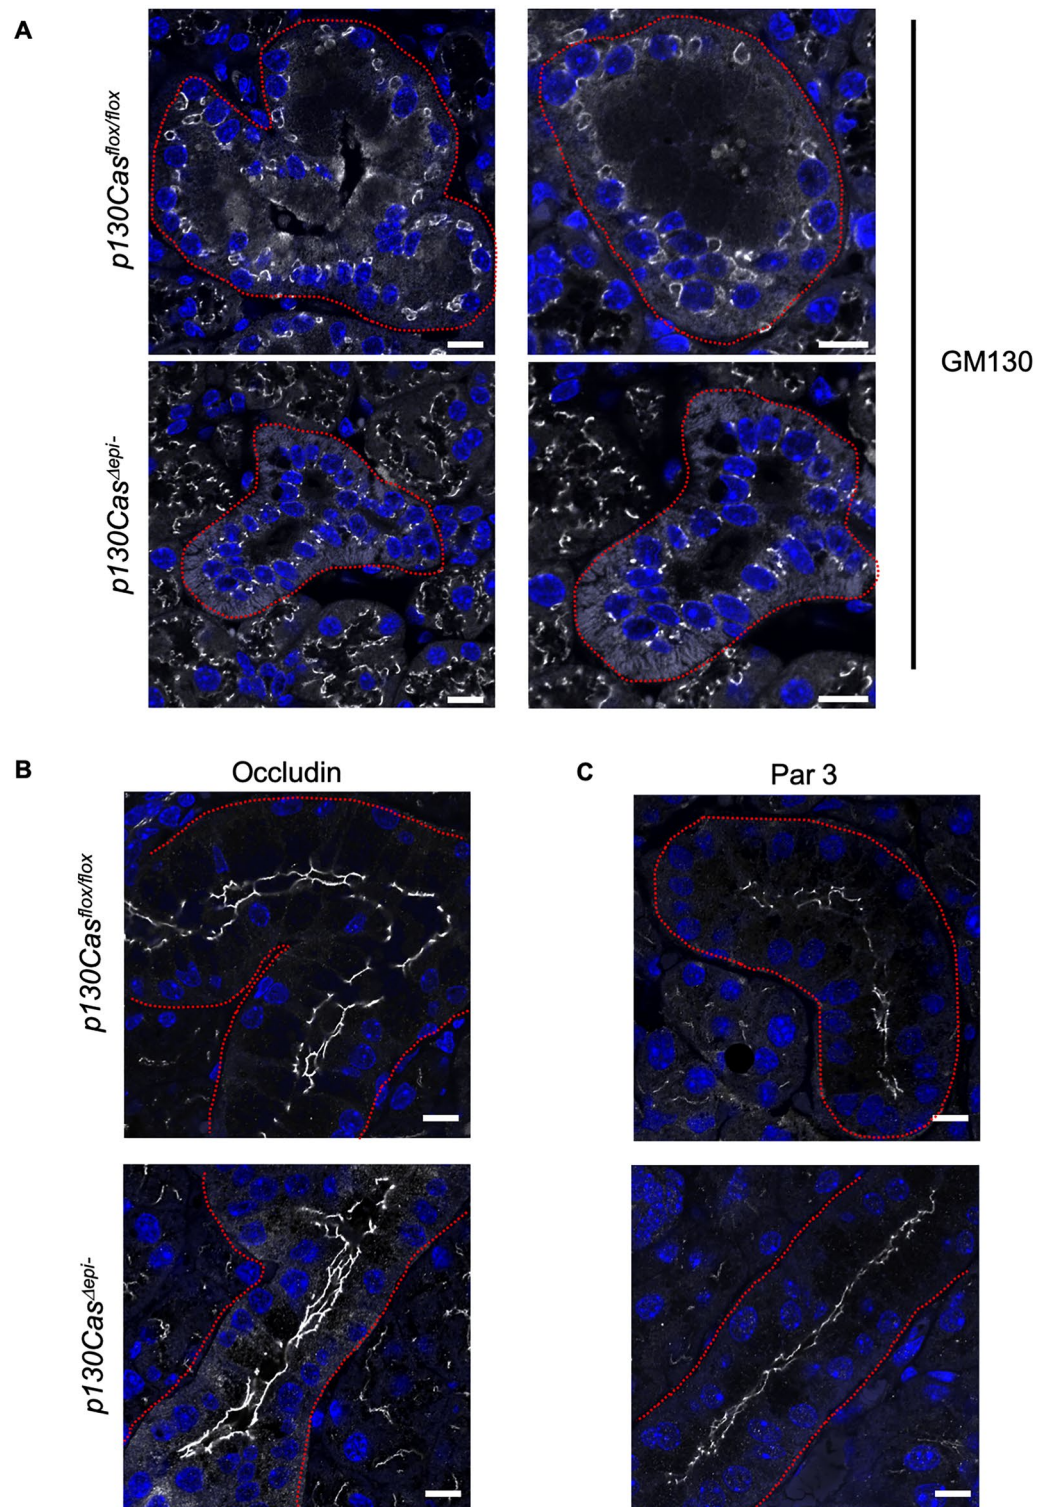 A
p130Cas^flox/flox
GM130
p130Cas^Δepi-
B
Occludin
C
Par 3
p130Cas^flox/flox
p130Cas^Δepi-